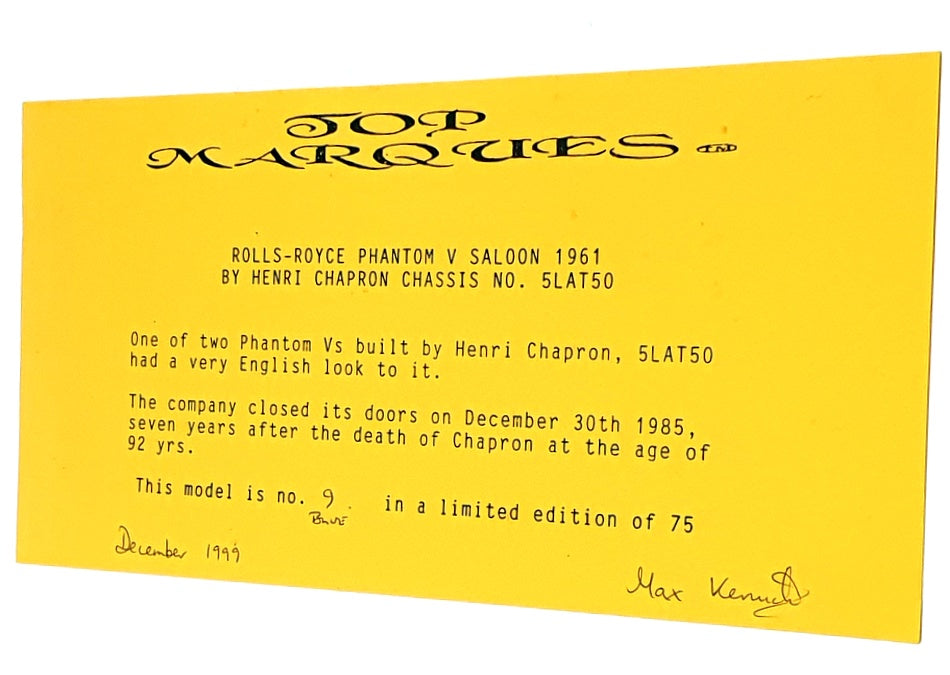 TOP
MARQUES TM
ROLLS-ROYCE PHANTOM V SALOON 1961
BY HENRI CHAPRON CHASSIS NO. 5LAT50
One of two Phantom Vs built by Henri Chapron, 5LAT50
had a very English look to it.
The company closed its doors on December 30th 1985,
seven years after the death of Chapron at the age of
92 yrs.
This model is no. 9 in a limited edition of 75
BLUE
December 1999
Max